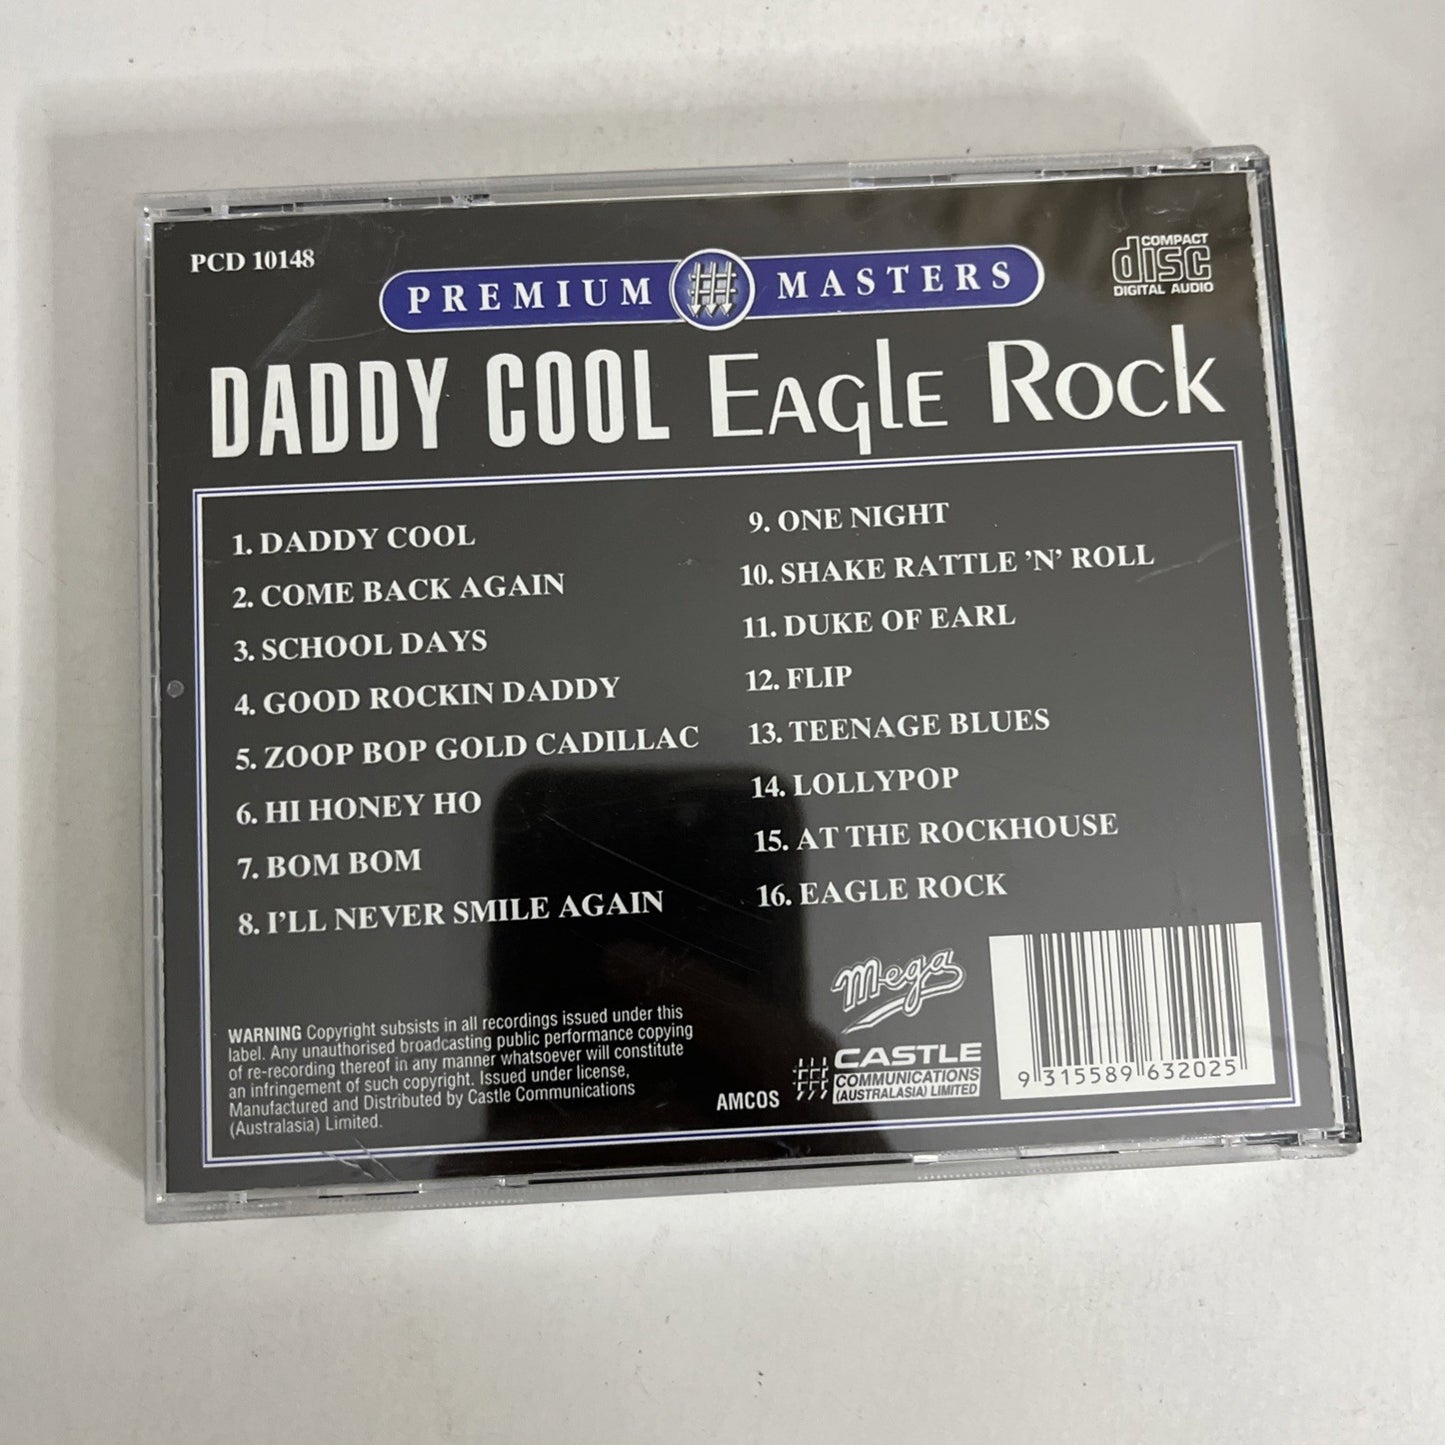 PCD 10148
PREMIUM MASTERS
COMPACT
disc
DIGITAL AUDIO
DADDY COOL EAGLE ROCK
1. DADDY COOL
2. COME BACK AGAIN
3. SCHOOL DAYS
4. GOOD ROCKIN DADDY
5. ZOOP BOP GOLD CADILLAC
6. HI HONEY HO
7. BOM BOM
8. I'LL NEVER SMILE AGAIN
9. ONE NIGHT
10. SHAKE RATTLE 'N' ROLL
11. DUKE OF EARL
12. FLIP
13. TEENAGE BLUES
14. LOLLYPOP
15. AT THE ROCKHOUSE
16. EAGLE ROCK
WARNING Copyright subsists in all recordings issued under this
label. Any unauthorised broadcasting public performance copying
of re-recording thereof in any manner whatsoever will constitute
an infringement of such copyright. Issued under license,
Manufactured and Distributed by Castle Communications
(Australasia) Limited.
AMCOS
Mega
CASTLE
COMMUNICATIONS
(AUSTRALASIA) LIMITED
9 315589 632025